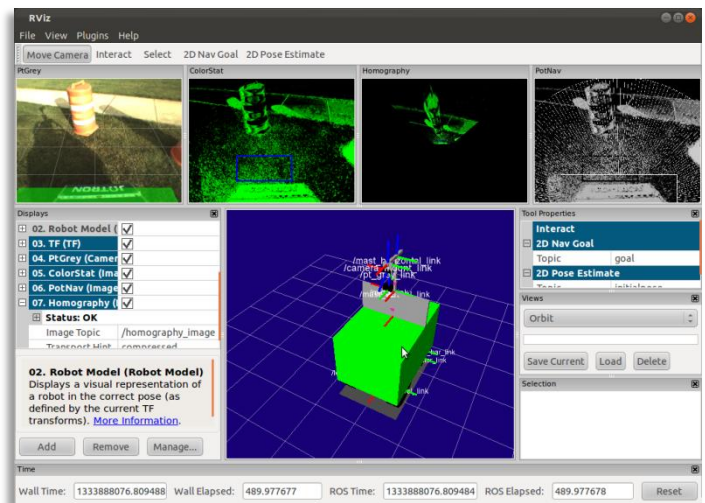 RViz
File View Plugins Help
Move Camera Interact Select 2D Nav Goal 2D Pose Estimate
PtGrey
ColorStat
Homography
PotNav
Displays
02. Robot Model (
03. TF (TF)
04. PtGrey (Camer
05. ColorStat (Ima
06. PotNav (Image
07. Homography (I
Status: OK
Image Topic /homography_image
Transport Hint compressed
02. Robot Model (Robot Model)
Displays a visual representation of
a robot in the correct pose (as
defined by the current TF
transforms). More Information.
Add Remove Manage...
/pt_gray_link
Tool Properties
Interact
2D Nav Goal
Topic goal
2D Pose Estimate
Topic initialpose
Views
Orbit
Save Current Load Delete
Selection
Time
Wall Time: 1333888076.809488 Wall Elapsed: 489.977677 ROS Time: 1333888076.809484 ROS Elapsed: 489.977678 Reset